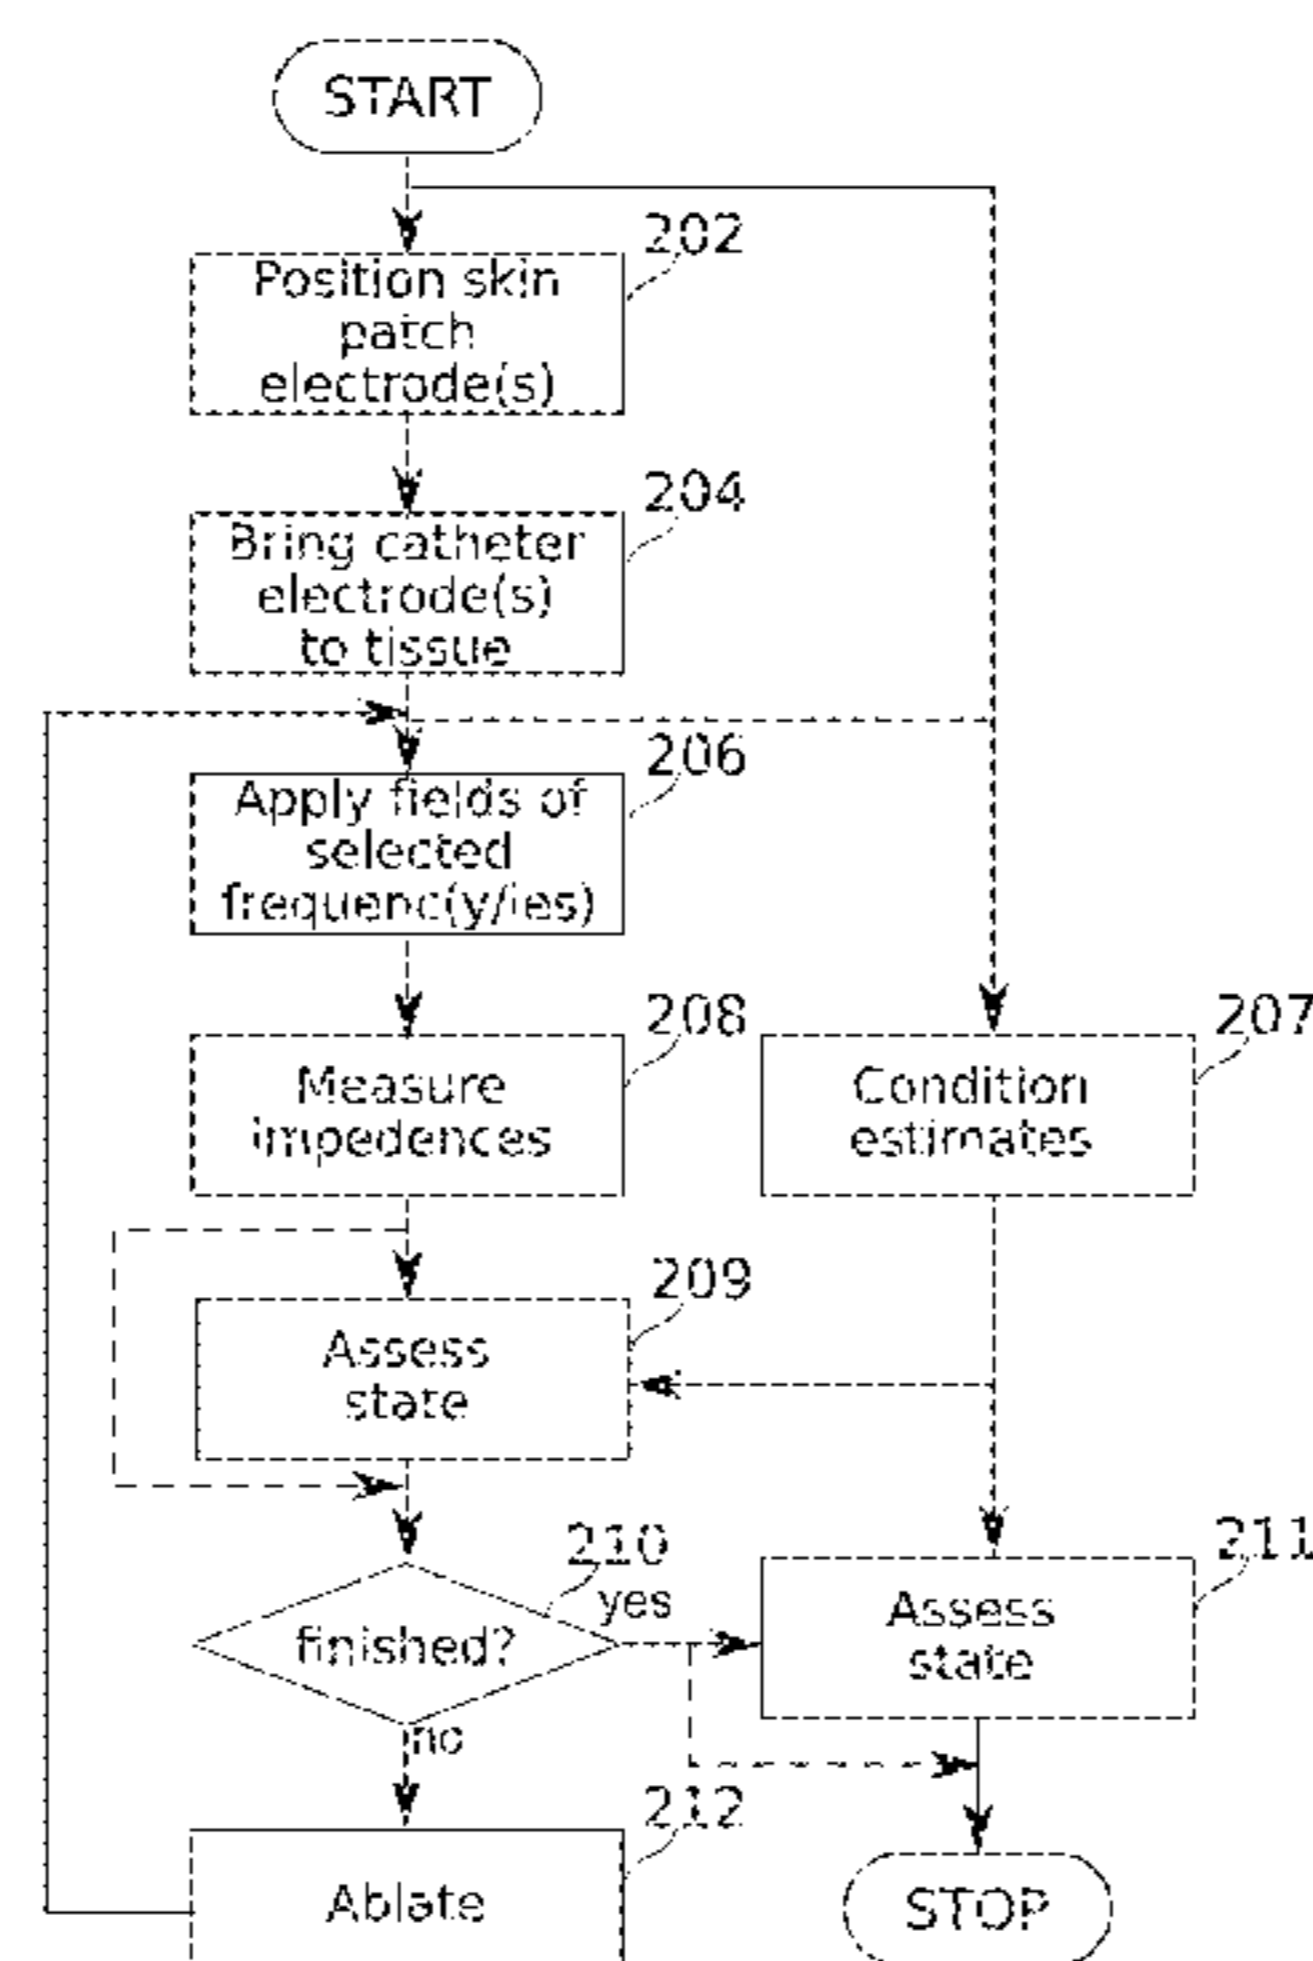 START
202
Position skin
patch
electrode(s)
204
Bring catheter
electrode(s)
to tissue
206
Apply fields of
selected
frequenc(y/ies)
208
Measure
impedences
207
Condition
estimates
209
Assess
state
210
finished?
yes
no
211
Assess
state
212
Ablate
STOP